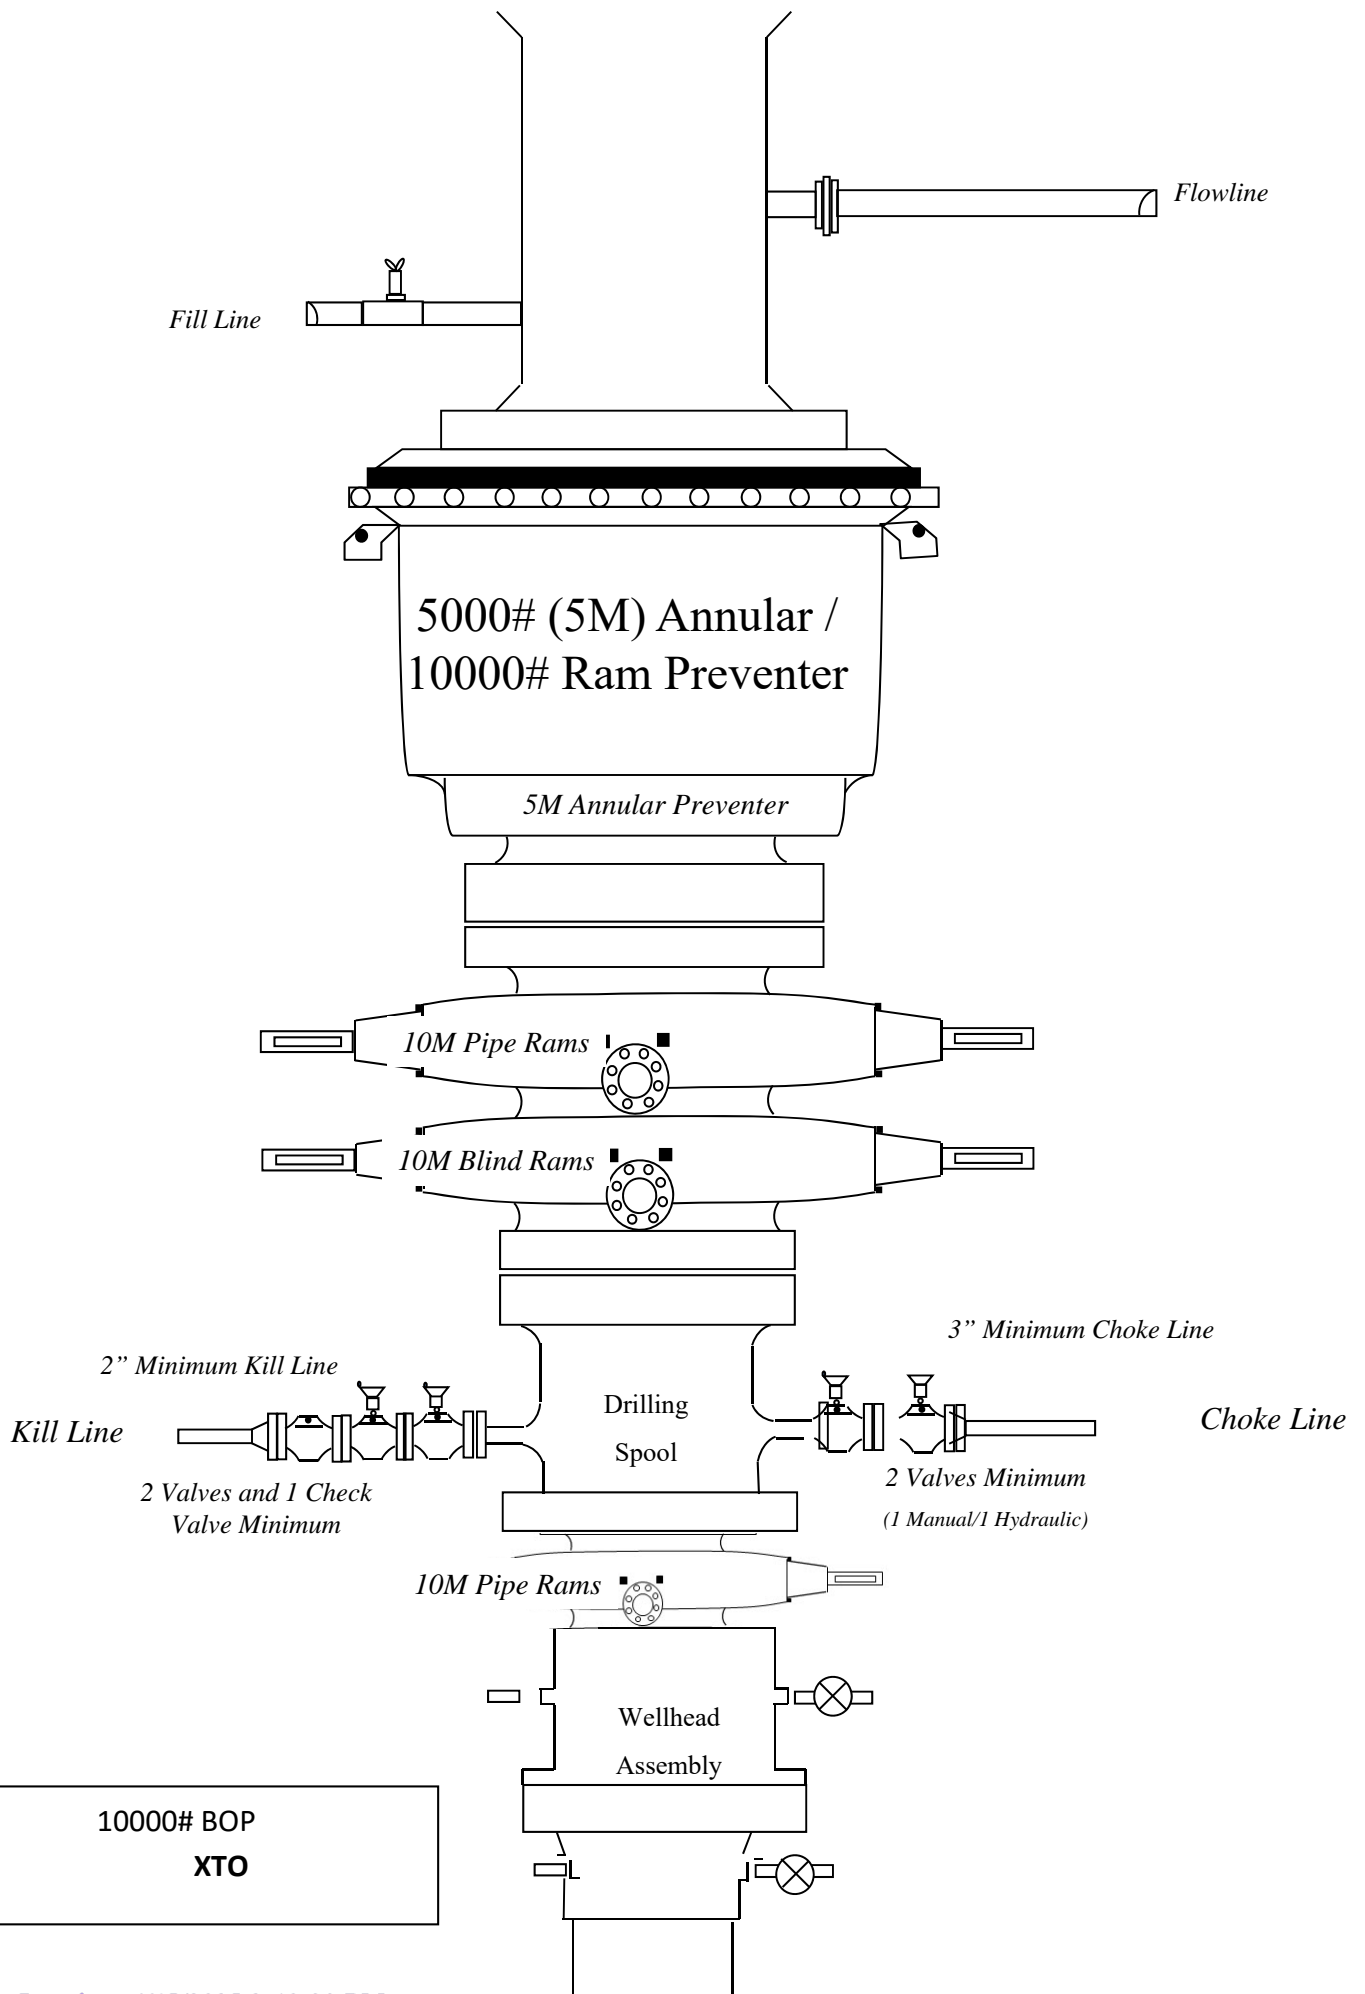 Flowline
Fill Line
5000# (5M) Annular /
10000# Ram Preventer
5M Annular Preventer
10M Pipe Rams
10M Blind Rams
3” Minimum Choke Line
2” Minimum Kill Line
Drilling
Spool
Kill Line
Choke Line
2 Valves and 1 Check
Valve Minimum
2 Valves Minimum
(1 Manual/1 Hydraulic)
10M Pipe Rams
Wellhead
Assembly
10000# BOP
XTO